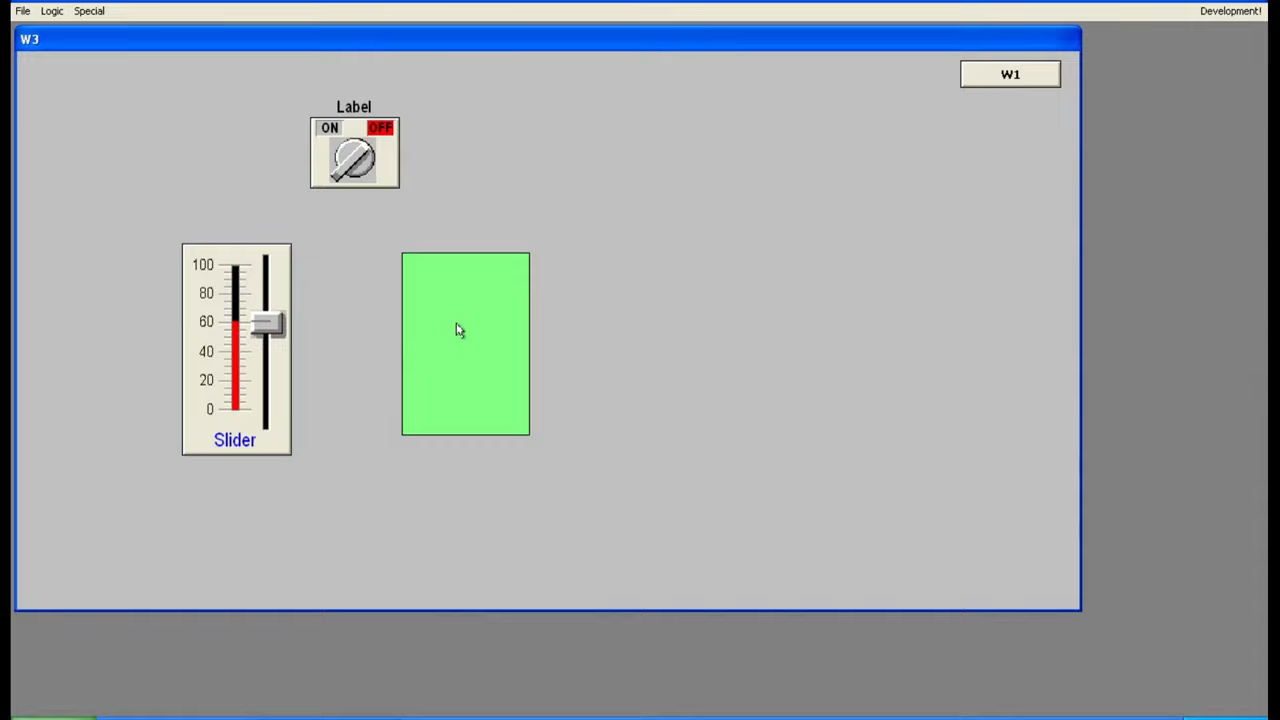 File Logic Special Development!
W3
W1
Label
ON OFF
100
80
60
40
20
0
Slider